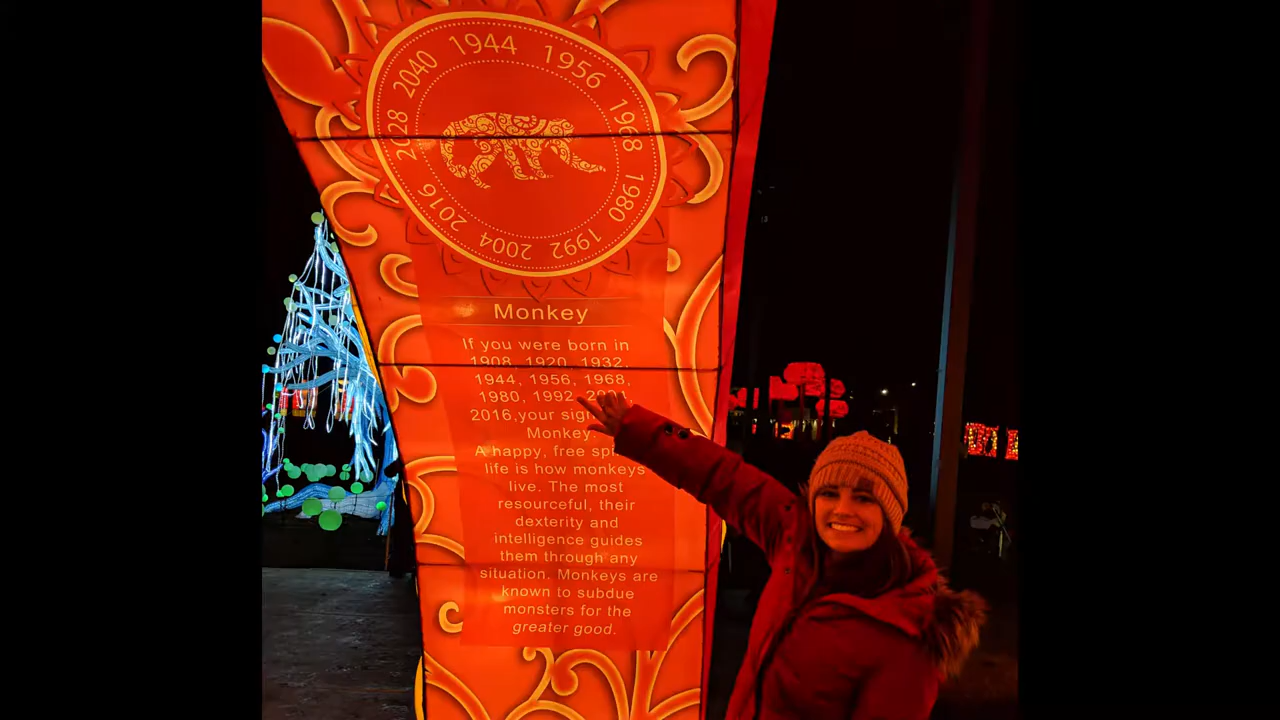 1944
1956
1968
1980
1992
2004
2016
2028
2040
Monkey
If you were born in
1908, 1920, 1932,
1944, 1956, 1968,
1980, 1992, 2004,
2016,your sign
Monkey.
A happy, free
life is how monkeys
live. The most
resourceful, their
dexterity and
intelligence guides
them through any
situation. Monkeys are
known to subdue
monsters for the
greater good.